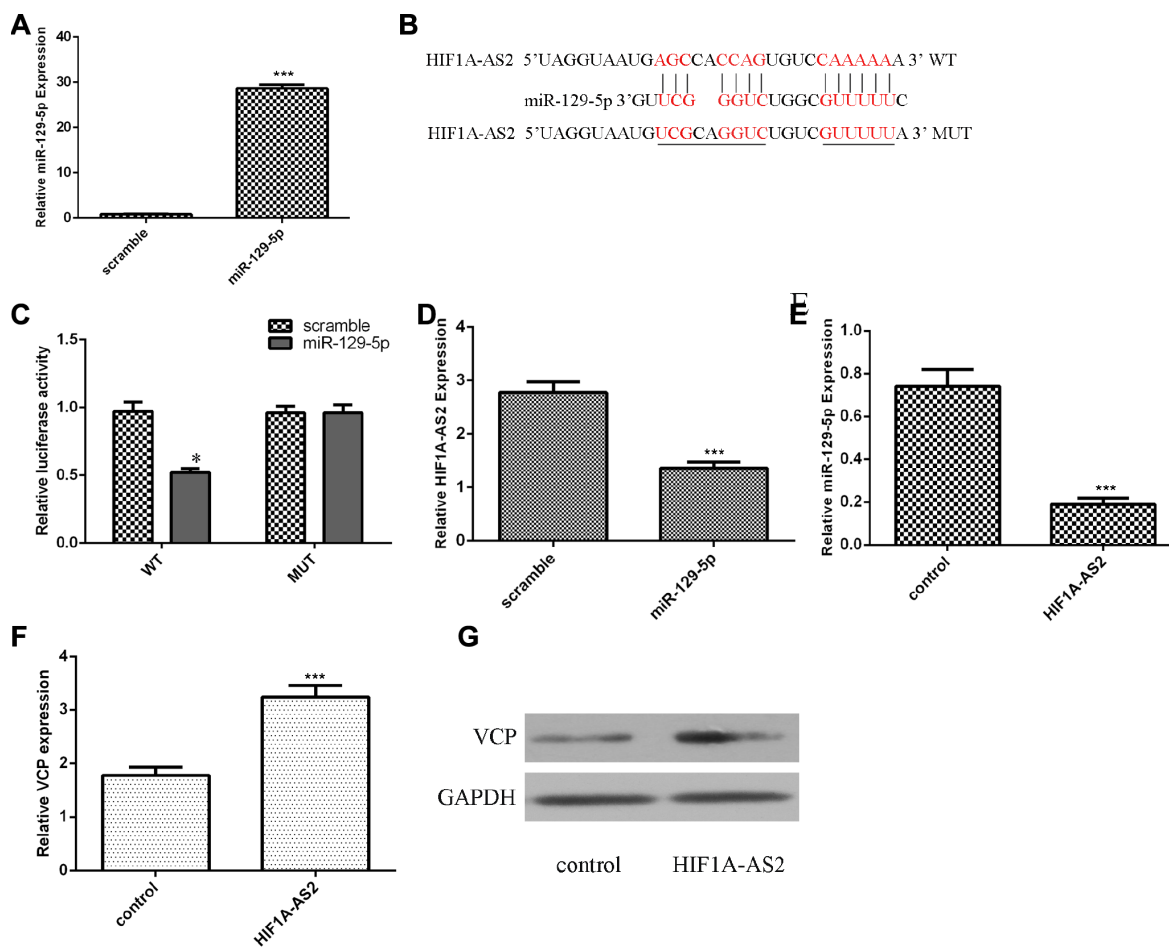 A
Relative miR-129-5p Expression
40
30
20
10
0
***
scramble
miR-129-5p
B
HIF1A-AS2 5'UAGGUAAUGAGCCACCAGUGUCCAAAAAA 3' WT
miR-129-5p 3'GUUCG GGUCUGGCGUUUUUC
HIF1A-AS2 5'UAGGUAAUGUCGCAGGUCUGUCGUUUUUA 3' MUT
C
Relative luciferase activity
1.5
1.0
0.5
0.0
scramble
miR-129-5p
*
WT
MUT
D
Relative HIF1A-AS2 Expression
4
3
2
1
0
***
scramble
miR-129-5p
E
E
Relative miR-129-5p Expression
1.0
0.8
0.6
0.4
0.2
0.0
***
control
HIF1A-AS2
F
Relative VCP expression
4
3
2
1
0
***
control
HIF1A-AS2
G
VCP
GAPDH
control HIF1A-AS2